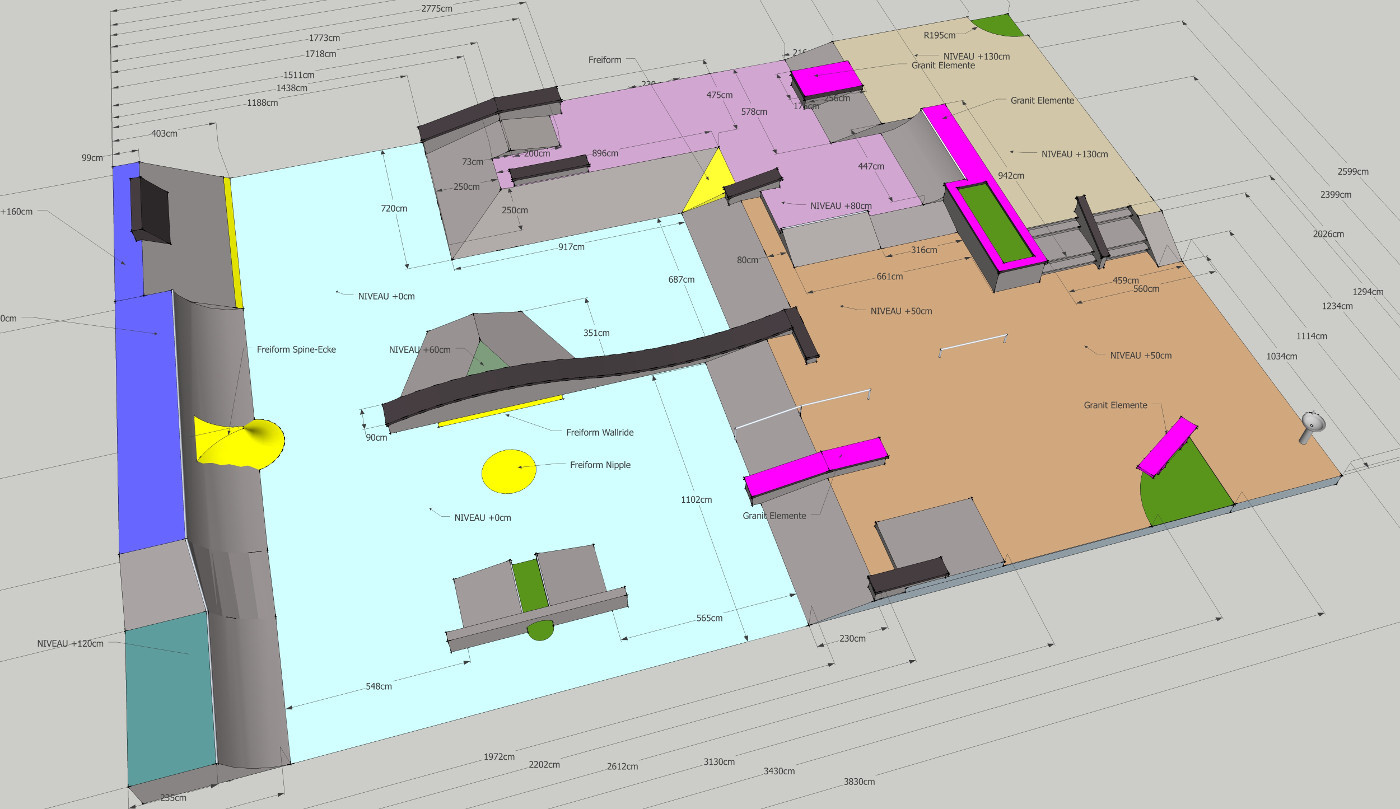 2775cm
1773cm
1718cm
1511cm
1438cm
1188cm
403cm
99cm
Freiform
475cm
578cm
R195cm
NIVEAU +130cm
Granit Elemente
Granit Elemente
NIVEAU +130cm
73cm
200cm
896cm
250cm
250cm
720cm
447cm
942cm
2599cm
2399cm
2026cm
1294cm
1234cm
1114cm
1034cm
+160cm
NIVEAU +80cm
917cm
80cm
316cm
661cm
687cm
459cm
560cm
NIVEAU +0cm
NIVEAU +50cm
0cm
351cm
Freiform Spine-Ecke
NIVEAU +60cm
NIVEAU +50cm
Granit Elemente
90cm
Freiform Wallride
Freiform Nipple
1102cm
NIVEAU +0cm
Granit Elemente
565cm
230cm
NIVEAU +120cm
548cm
235cm
1972cm
2202cm
2612cm
3130cm
3430cm
3830cm